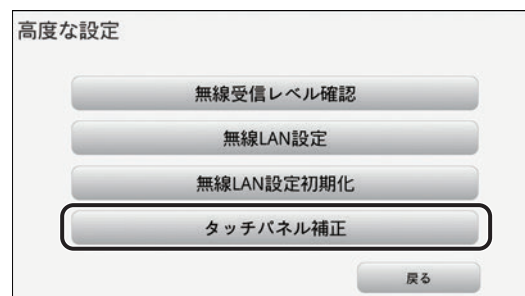 高度な設定
無線受信レベル確認
無線LAN設定
無線LAN設定初期化
タッチパネル補正
戻る